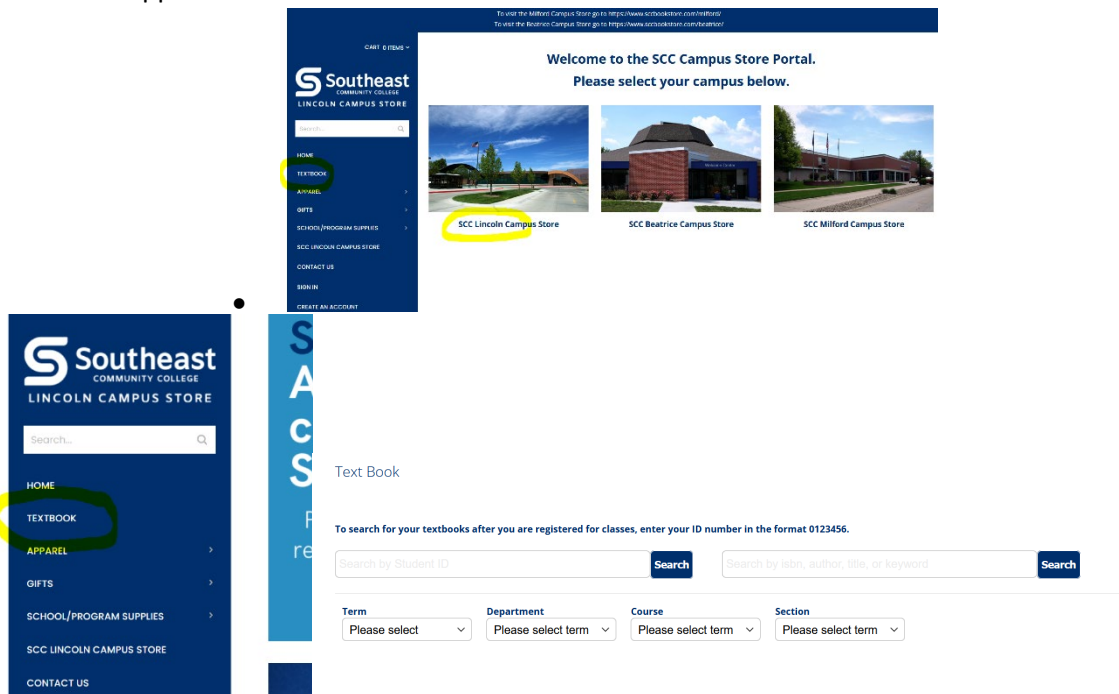 To visit the Milford Campus Store go to https://www.sccbookstore.com/milford/
To visit the Beatrice Campus Store go to https://www.sccbookstore.com/beatrice/
CART 0 ITEMS
Southeast
COMMUNITY COLLEGE
LINCOLN CAMPUS STORE
Search...
HOME
TEXTBOOK
APPAREL
GIFTS
SCHOOL/PROGRAM SUPPLIES
SCC LINCOLN CAMPUS STORE
CONTACT US
SIGN IN
CREATE AN ACCOUNT
Welcome to the SCC Campus Store Portal.
Please select your campus below.
Welcome Center
SCC Lincoln Campus Store
SCC Beatrice Campus Store
SCC Milford Campus Store
Southeast
COMMUNITY COLLEGE
LINCOLN CAMPUS STORE
Search...
HOME
TEXTBOOK
APPAREL
GIFTS
SCHOOL/PROGRAM SUPPLIES
SCC LINCOLN CAMPUS STORE
CONTACT US
S
A
c
S
F
re
Text Book
To search for your textbooks after you are registered for classes, enter your ID number in the format 0123456.
Search by Student ID
Search
Search by isbn, author, title, or keyword
Search
Term Department Course Section
Please select Please select term Please select term Please select term